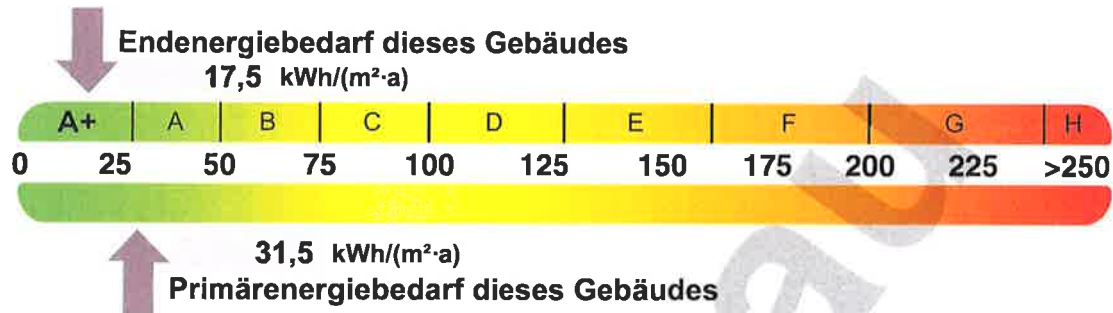 Endenergiebedarf dieses Gebäudes
17,5 kWh/(m²·a)
A+ A B C D E F G H
0 25 50 75 100 125 150 175 200 225 >250
31,5 kWh/(m²·a)
Primärenergiebedarf dieses Gebäudes